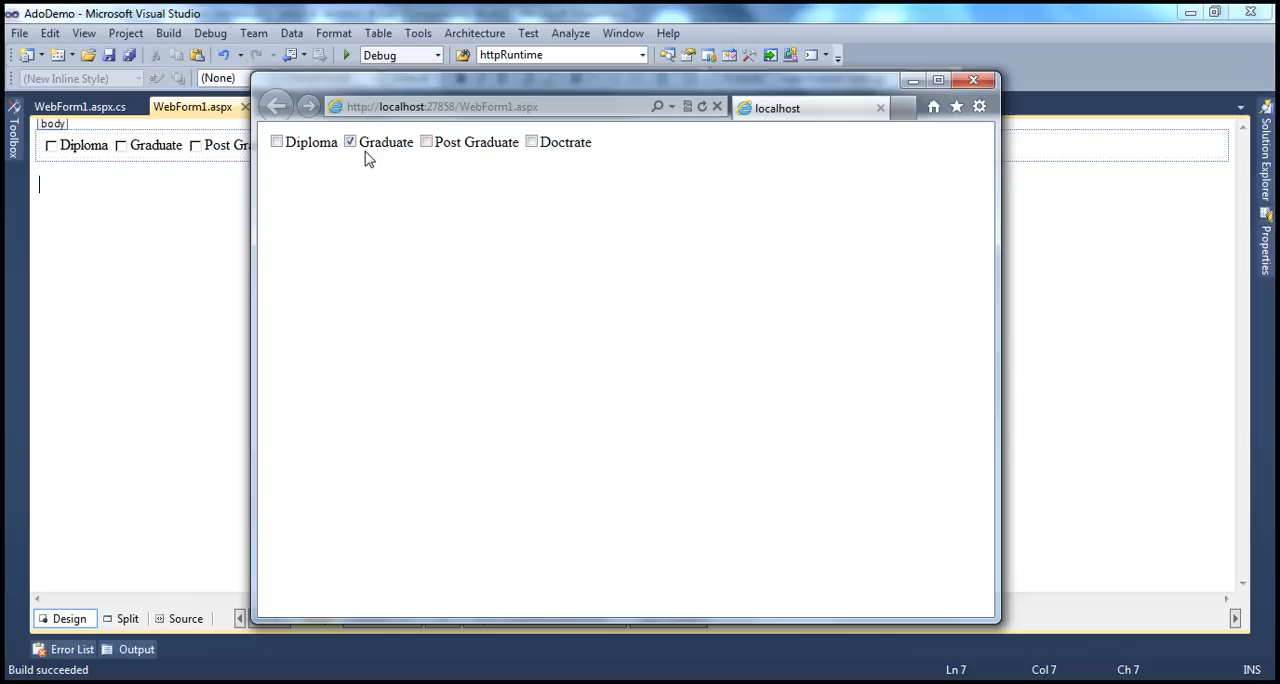 AdoDemo - Microsoft Visual Studio
File Edit View Project Build Debug Team Data Format Table Tools Architecture Test Analyze Window Help
Debug httpRuntime
(New Inline Style) (None)
WebForm1.aspx.cs WebForm1.aspx
http://localhost:27858/WebForm1.aspx localhost
body
Diploma Graduate Post Gra
Diploma Graduate Post Graduate Doctrate
Toolbox
Solution Explorer
Properties
Design Split Source
Error List Output
Build succeeded Ln 7 Col 7 Ch 7 INS